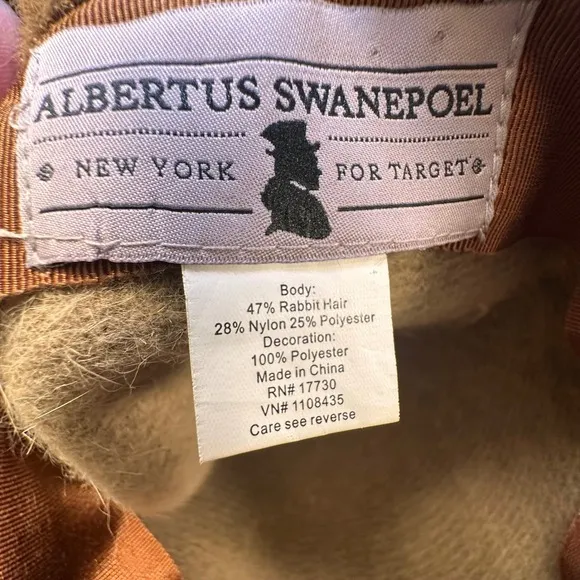 ALBERTUS SWANEPOEL
NEW YORK FOR TARGET®
Body:
47% Rabbit Hair
28% Nylon 25% Polyester
Decoration:
100% Polyester
Made in China
RN# 17730
VN# 1108435
Care see reverse